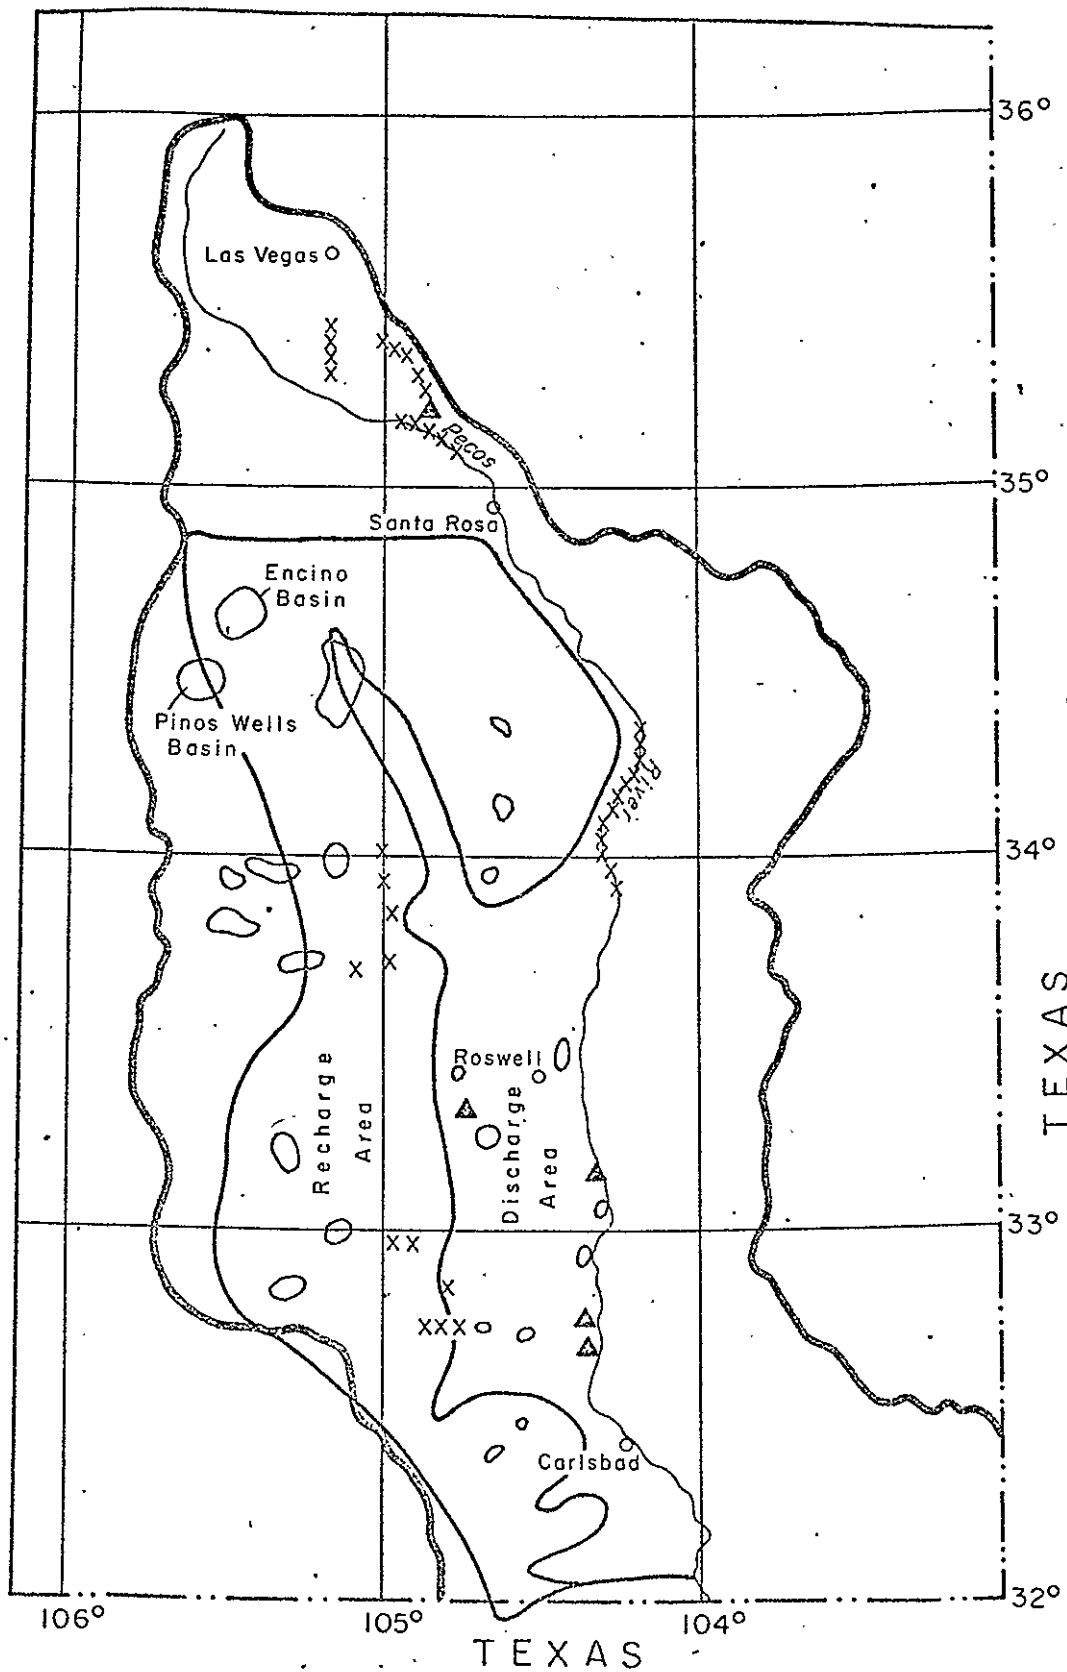 36°
Las Vegas
Pecos
35°
Santa Rosa
Encino
Basin
Pinos Wells
Basin
River
34°
TEXAS
Roswell
Recharge
Area
Discharge
Area
33°
Carlsbad
32°
106°
105°
104°
TEXAS